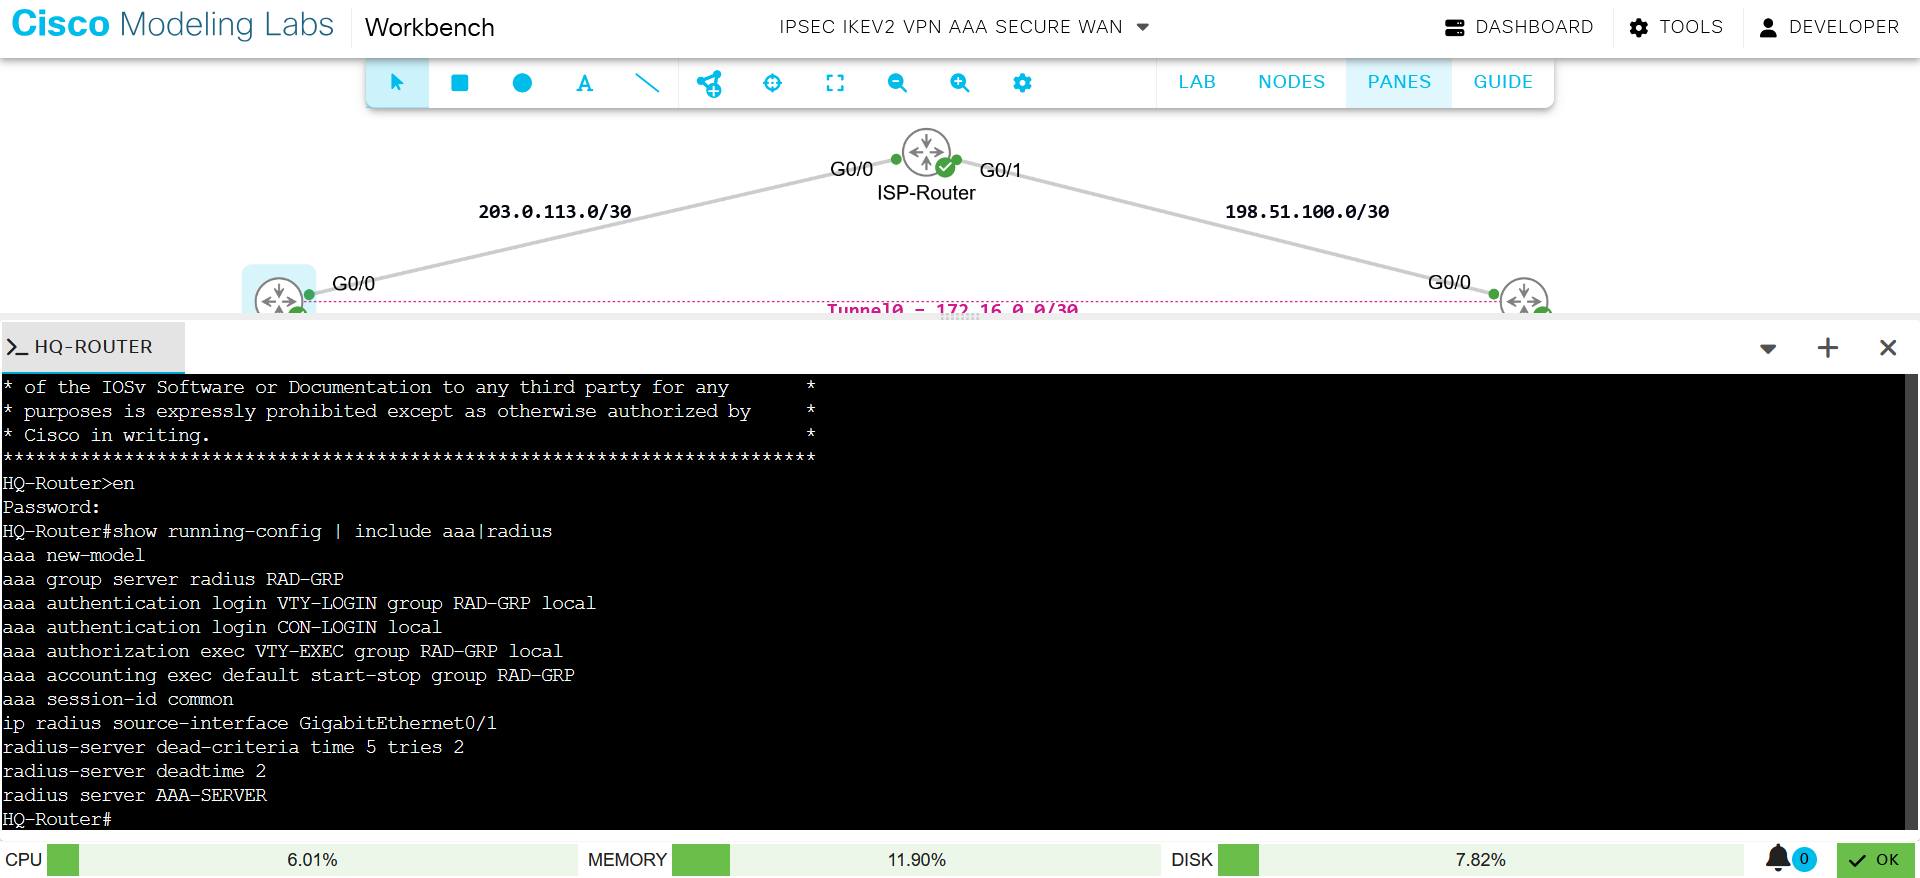 Cisco Modeling Labs
Workbench
IPSEC IKEV2 VPN AAA SECURE WAN
DASHBOARD
TOOLS
DEVELOPER
A
LAB
NODES
PANES
GUIDE
G0/0
G0/1
ISP-Router
203.0.113.0/30
198.51.100.0/30
G0/0
G0/0
Tunnel0 – 172.16.0.0/30
>_ HQ-ROUTER
* of the IOSv Software or Documentation to any third party for any *
* purposes is expressly prohibited except as otherwise authorized by *
* Cisco in writing. *
**************************************************************************
HQ-Router>en
Password:
HQ-Router#show running-config | include aaa|radius
aaa new-model
aaa group server radius RAD-GRP
aaa authentication login VTY-LOGIN group RAD-GRP local
aaa authentication login CON-LOGIN local
aaa authorization exec VTY-EXEC group RAD-GRP local
aaa accounting exec default start-stop group RAD-GRP
aaa session-id common
ip radius source-interface GigabitEthernet0/1
radius-server dead-criteria time 5 tries 2
radius-server deadtime 2
radius server AAA-SERVER
HQ-Router#
CPU
6.01%
MEMORY
11.90%
DISK
7.82%
0
OK